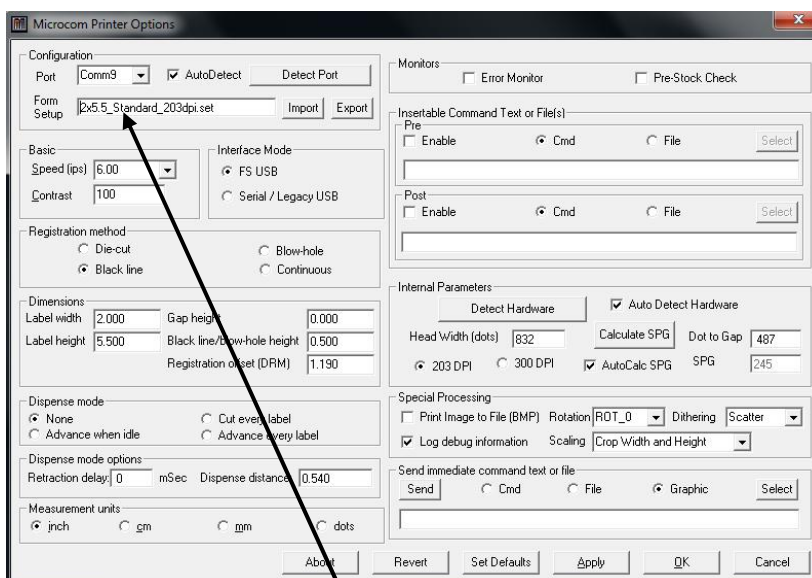 Microcom Printer Options
Configuration
Port Comm9 AutoDetect Detect Port
Form Setup 2x5.5_Standard_203dpi.set Import Export
Basic
Speed (ips) 6.00
Contrast 100
Interface Mode
FS USB
Serial / Legacy USB
Registration method
Die-cut Blow-hole
Black line Continuous
Dimensions
Label width 2.000 Gap height 0.000
Label height 5.500 Black line/blow-hole height 0.500
Registration offset (DRM) 1.190
Dispense mode
None Cut every label
Advance when idle Advance every label
Dispense mode options
Retraction delay: 0 mSec Dispense distance 0.540
Measurement units
inch cm mm dots
Monitors
Error Monitor Pre-Stock Check
Insertable Command Text or File(s)
Pre
Enable Cmd File Select
Post
Enable Cmd File Select
Internal Parameters
Detect Hardware Auto Detect Hardware
Head Width (dots) 832 Calculate SPG Dot to Gap 487
203 DPI 300 DPI AutoCalc SPG SPG 245
Special Processing
Print Image to File (BMP) Rotation ROT_0 Dithering Scatter
Log debug information Scaling Crop Width and Height
Send immediate command text or file
Send Cmd File Graphic Select
About Revert Set Defaults Apply OK Cancel